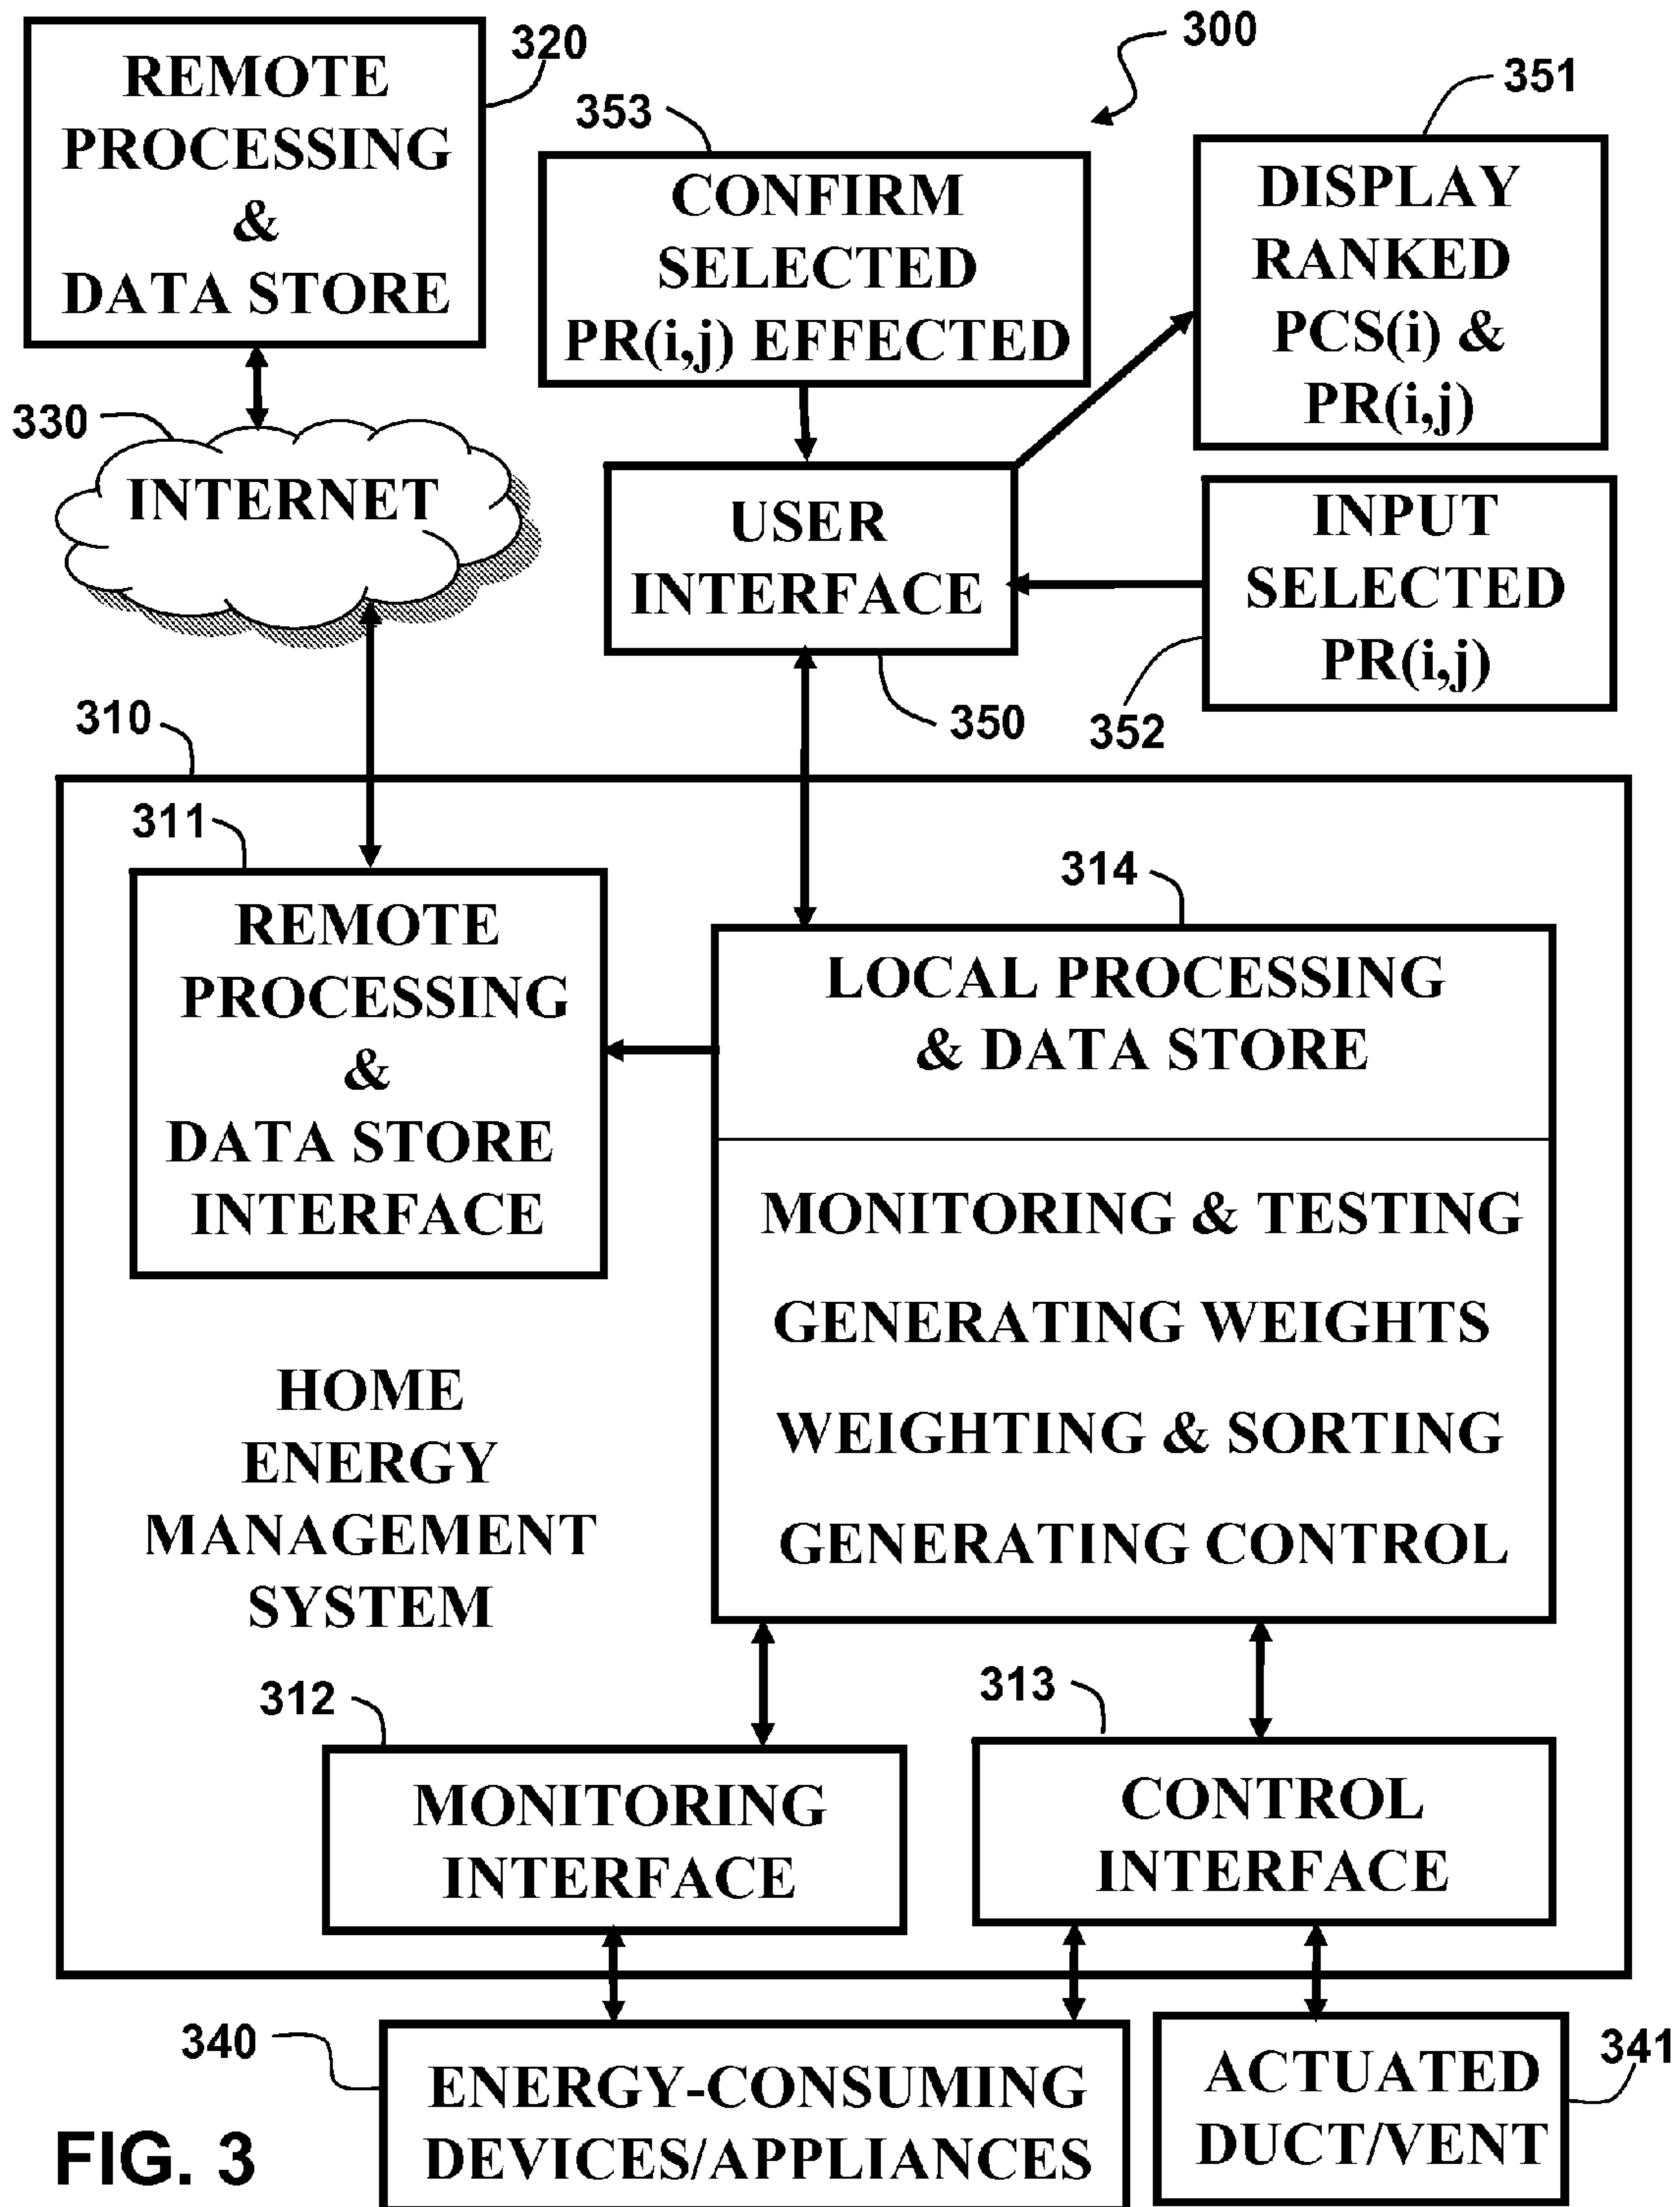 320
REMOTE
PROCESSING
&
DATA STORE
300
353
CONFIRM
SELECTED
PR(i,j) EFFECTED
351
DISPLAY
RANKED
PCS(i) &
PR(i,j)
330
INTERNET
USER
INTERFACE
350
INPUT
SELECTED
PR(i,j)
352
310
311
REMOTE
PROCESSING
&
DATA STORE
INTERFACE
314
LOCAL PROCESSING
& DATA STORE
MONITORING & TESTING
GENERATING WEIGHTS
WEIGHTING & SORTING
GENERATING CONTROL
HOME
ENERGY
MANAGEMENT
SYSTEM
312
MONITORING
INTERFACE
313
CONTROL
INTERFACE
340
ENERGY-CONSUMING
DEVICES/APPLIANCES
341
ACTUATED
DUCT/VENT
FIG. 3